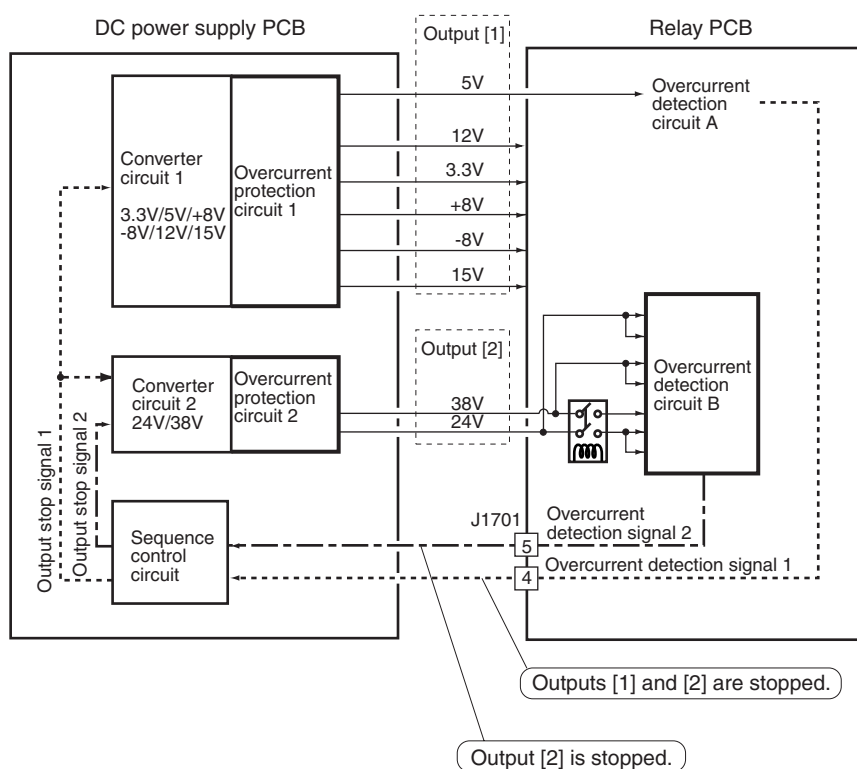 DC power supply PCB
Output [1]
Relay PCB
5V
12V
3.3V
+8V
-8V
15V
Converter
circuit 1
3.3V/5V/+8V
-8V/12V/15V
Overcurrent
protection
circuit 1
Overcurrent
detection
circuit A
Output [2]
Converter
circuit 2
24V/38V
Overcurrent
protection
circuit 2
38V
24V
Overcurrent
detection
circuit B
Output stop signal 1
Output stop signal 2
Sequence
control
circuit
J1701
5
4
Overcurrent
detection signal 2
Overcurrent detection signal 1
Outputs [1] and [2] are stopped.
Output [2] is stopped.